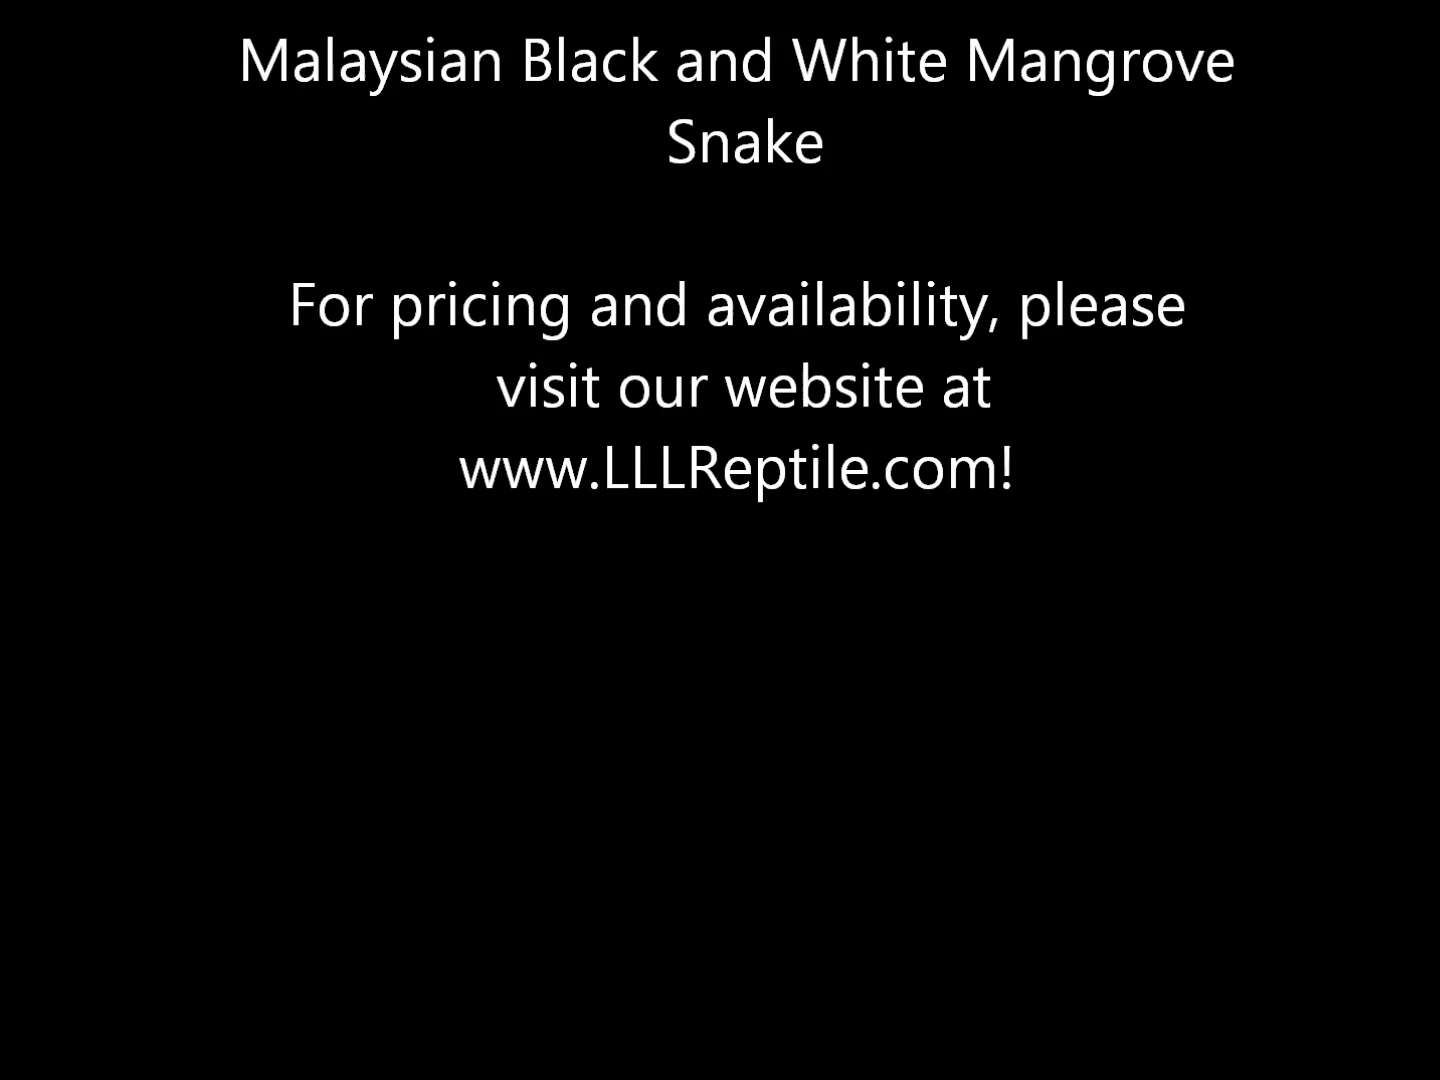 Malaysian Black and White Mangrove
Snake
For pricing and availability, please
visit our website at
www.LLLReptile.com!